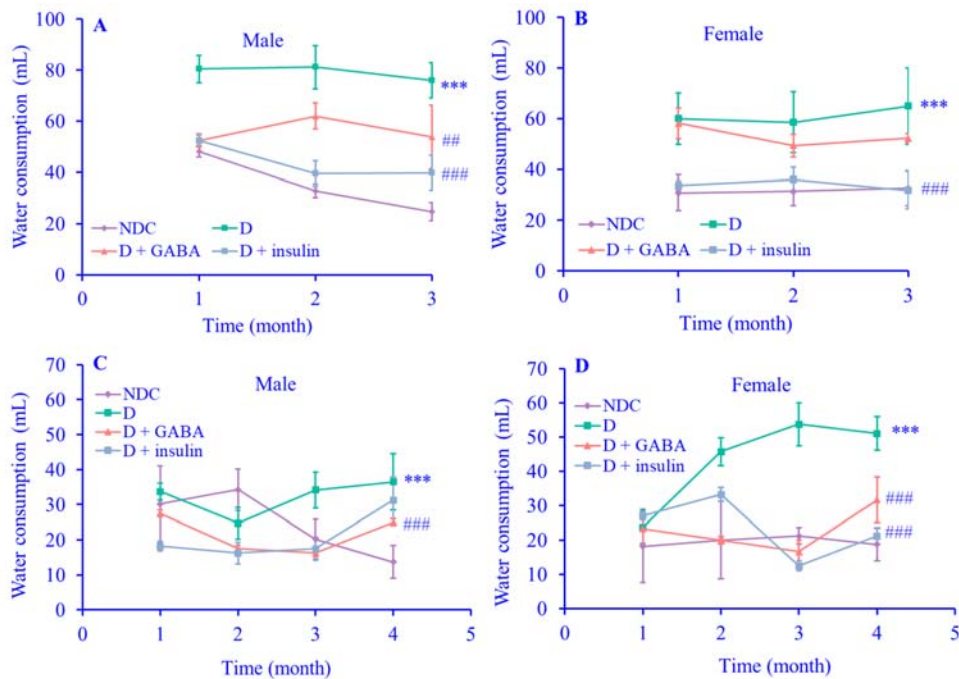 A
Male
Water consumption (mL)
100
80
60
40
20
0
***
##
###
NDC
D
D + GABA
D + insulin
0
1
2
3
Time (month)
B
Female
Water consumption (mL)
100
80
60
40
20
0
***
###
NDC
D
D + GABA
D + insulin
0
1
2
3
Time (month)
C
Male
Water consumption (mL)
70
60
50
40
30
20
10
0
NDC
D
D + GABA
D + insulin
***
###
0
1
2
3
4
5
Time (month)
D
Female
Water consumption (mL)
70
60
50
40
30
20
10
0
NDC
D
D + GABA
D + insulin
***
###
###
0
1
2
3
4
5
Time (month)